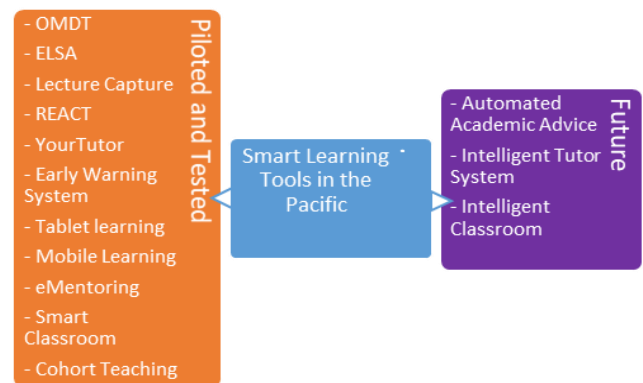 - OMDT
- ELSA
- Lecture Capture
- REACT
- YourTutor
- Early Warning
System
- Tablet learning
- Mobile Learning
- eMentoring
- Smart
Classroom
- Cohort Teaching
Piloted and Tested
Smart Learning
Tools in the
Pacific
- Automated
Academic Advice
- Intelligent Tutor
System
- Intelligent
Classroom
Future